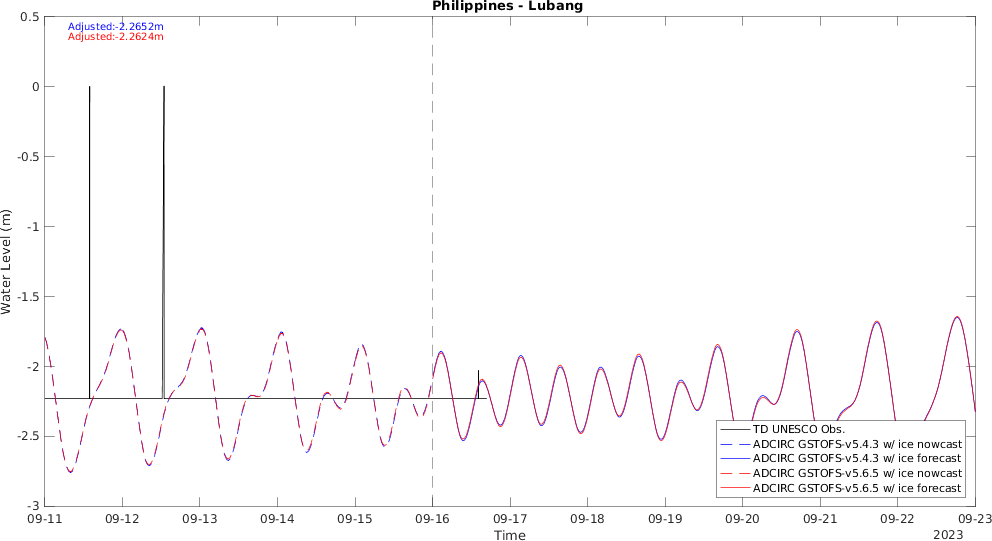 Philippines - Lubang
Adjusted:-2.2652m
Adjusted:-2.2624m
0.5
0
-0.5
-1
-1.5
-2
-2.5
-3
Water Level (m)
TD UNESCO Obs.
ADCIRC GSTOFS-v5.4.3 w/ ice nowcast
ADCIRC GSTOFS-v5.4.3 w/ ice forecast
ADCIRC GSTOFS-v5.6.5 w/ ice nowcast
ADCIRC GSTOFS-v5.6.5 w/ ice forecast
09-11 09-12 09-13 09-14 09-15 09-16 09-17 09-18 09-19 09-20 09-21 09-22 09-23
Time
2023